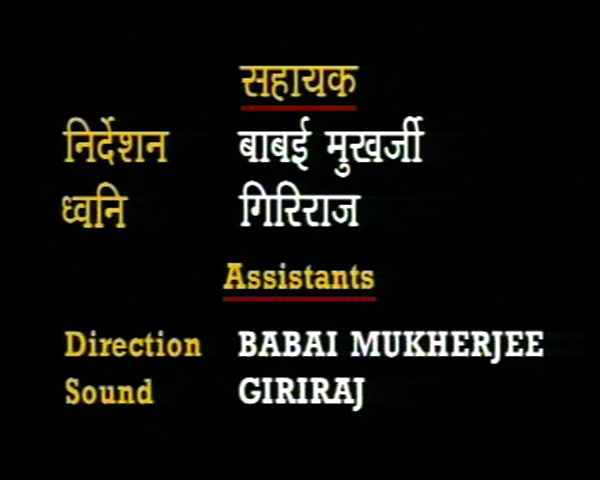 सहायक
निर्देशन बाबई मुखर्जी
ध्वनि गिरिराज
Assistants
Direction BABAI MUKHERJEE
Sound GIRIRAJ